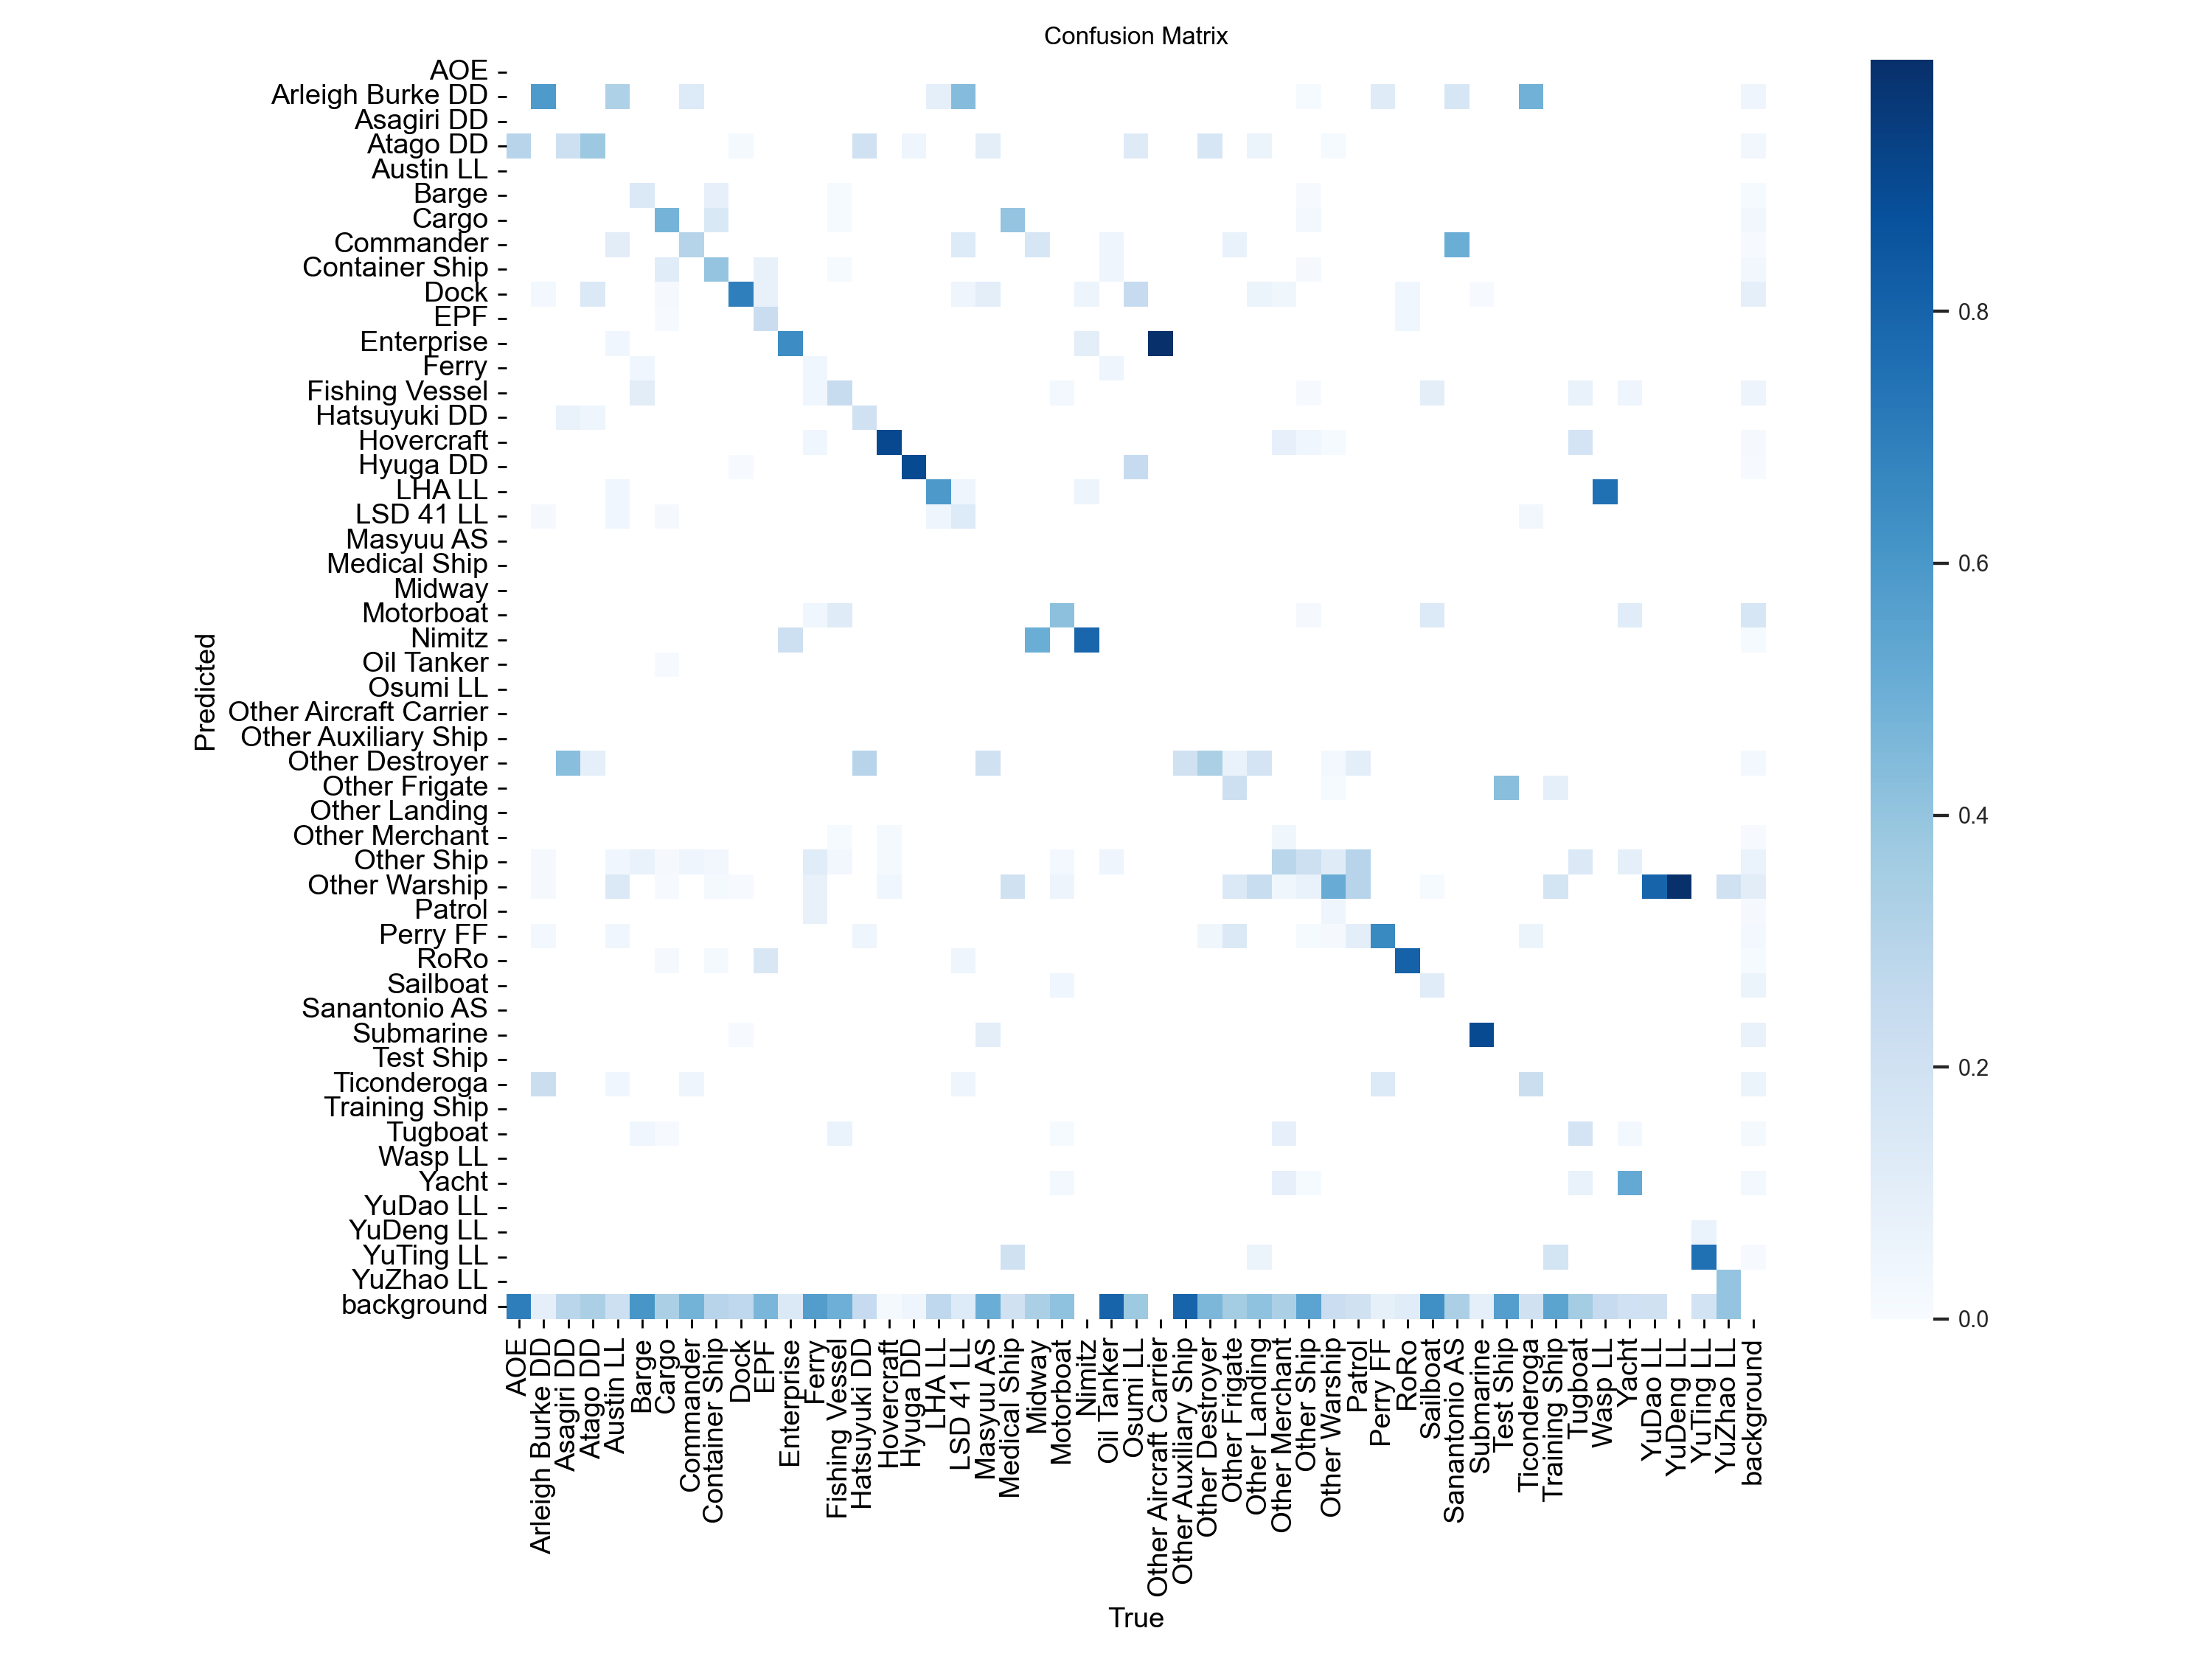 Confusion Matrix
AOE
Arleigh Burke DD
Asagiri DD
Atago DD
Austin LL
Barge
Cargo
Commander
Container Ship
Dock
EPF
Enterprise
Ferry
Fishing Vessel
Hatsuyuki DD
Hovercraft
Hyuga DD
LHA LL
LSD 41 LL
Masyuu AS
Medical Ship
Midway
Motorboat
Nimitz
Oil Tanker
Osumi LL
Other Aircraft Carrier
Other Auxiliary Ship
Other Destroyer
Other Frigate
Other Landing
Other Merchant
Other Ship
Other Warship
Patrol
Perry FF
RoRo
Sailboat
Sanantonio AS
Submarine
Test Ship
Ticonderoga
Training Ship
Tugboat
Wasp LL
Yacht
YuDao LL
YuDeng LL
YuTing LL
YuZhao LL
background
Predicted
AOE
Arleigh Burke DD
Asagiri DD
Atago DD
Austin LL
Barge
Cargo
Commander
Container Ship
Dock
EPF
Enterprise
Ferry
Fishing Vessel
Hatsuyuki DD
Hovercraft
Hyuga DD
LHA LL
LSD 41 LL
Masyuu AS
Medical Ship
Midway
Motorboat
Nimitz
Oil Tanker
Osumi LL
Other Aircraft Carrier
Other Auxiliary Ship
Other Destroyer
Other Frigate
Other Landing
Other Merchant
Other Ship
Other Warship
Patrol
Perry FF
RoRo
Sailboat
Sanantonio AS
Submarine
Test Ship
Ticonderoga
Training Ship
Tugboat
Wasp LL
Yacht
YuDao LL
YuDeng LL
YuTing LL
YuZhao LL
background
True
0.8
0.6
0.4
0.2
0.0